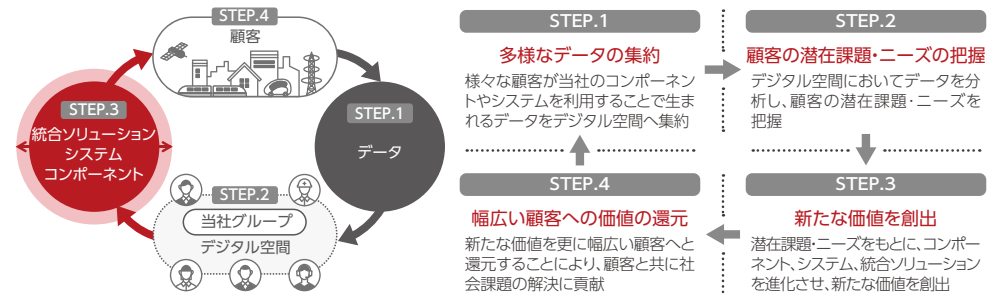 STEP.4
顧客
STEP.3
統合ソリューション
システム
コンポーネント
STEP.1
データ
STEP.2
当社グループ
デジタル空間
STEP.1
多様なデータの集約
様々な顧客が当社のコンポーネン
トやシステムを利用することで生ま
れるデータをデジタル空間へ集約
STEP.2
顧客の潜在課題・ニーズの把握
デジタル空間においてデータを分
析し、顧客の潜在課題・ニーズを
把握
STEP.4
幅広い顧客への価値の還元
新たな価値を更に幅広い顧客へと
還元することにより、顧客と共に社
会課題の解決に貢献
STEP.3
新たな価値を創出
潜在課題・ニーズをもとに、コンポー
ネント、システム、統合ソリューション
を進化させ、新たな価値を創出